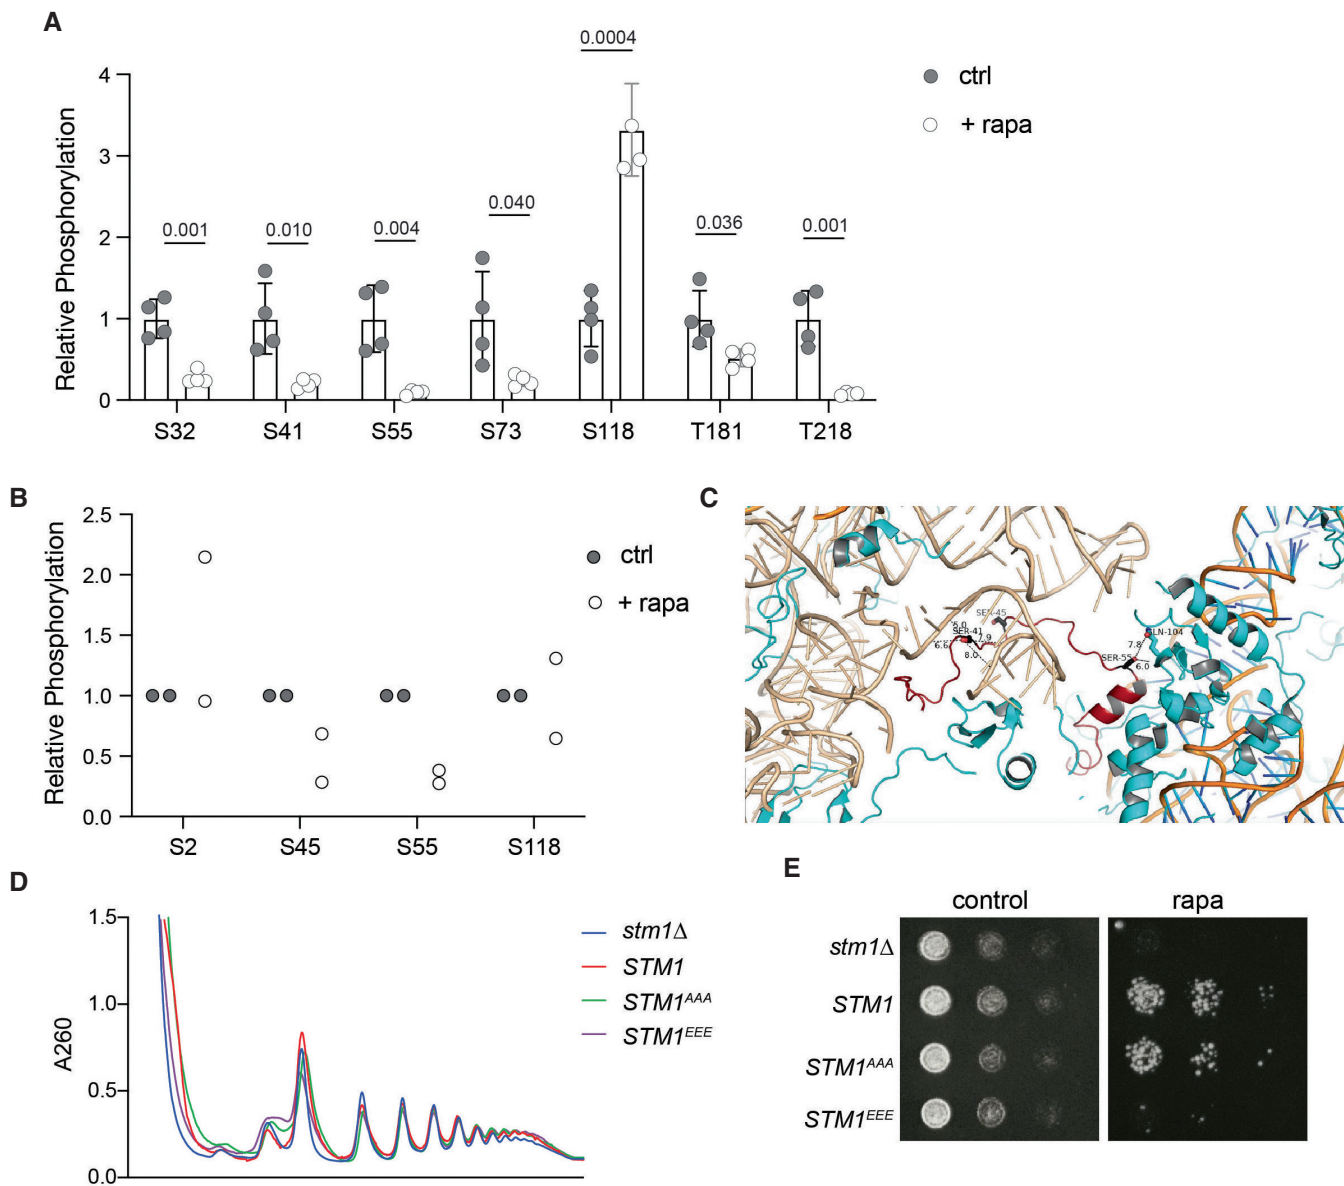 A
0.0004
4
ctrl
+ rapa
3
Relative Phosphorylation
0.001
0.010
0.004
0.040
0.036
0.001
2
1
0
S32
S41
S55
S73
S118
T181
T218
B
C
2.5
2.0
1.5
1.0
0.5
0.0
Relative Phosphorylation
ctrl
+ rapa
S2
S45
S55
S118
SER-45
5.0
SER-41
7.9
6.6
8.0
GLN-104
7.8
SER-55
6.0
D
1.5
1.0
0.5
0.0
A260
stm1Δ
STM1
STM1AAA
STM1EEE
E
control
rapa
stm1Δ
STM1
STM1AAA
STM1EEE